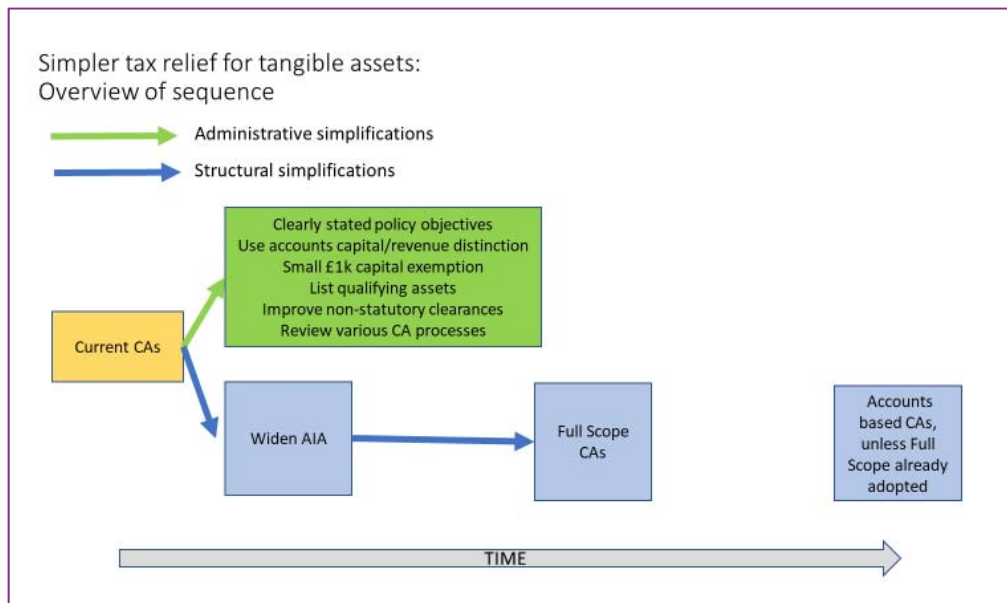 Simpler tax relief for tangible assets:
Overview of sequence
Administrative simplifications
Structural simplifications
Clearly stated policy objectives
Use accounts capital/revenue distinction
Small £1k capital exemption
List qualifying assets
Improve non-statutory clearances
Review various CA processes
Current CAs
Widen AIA
Full Scope
CAs
Accounts
based CAs,
unless Full
Scope already
adopted
TIME